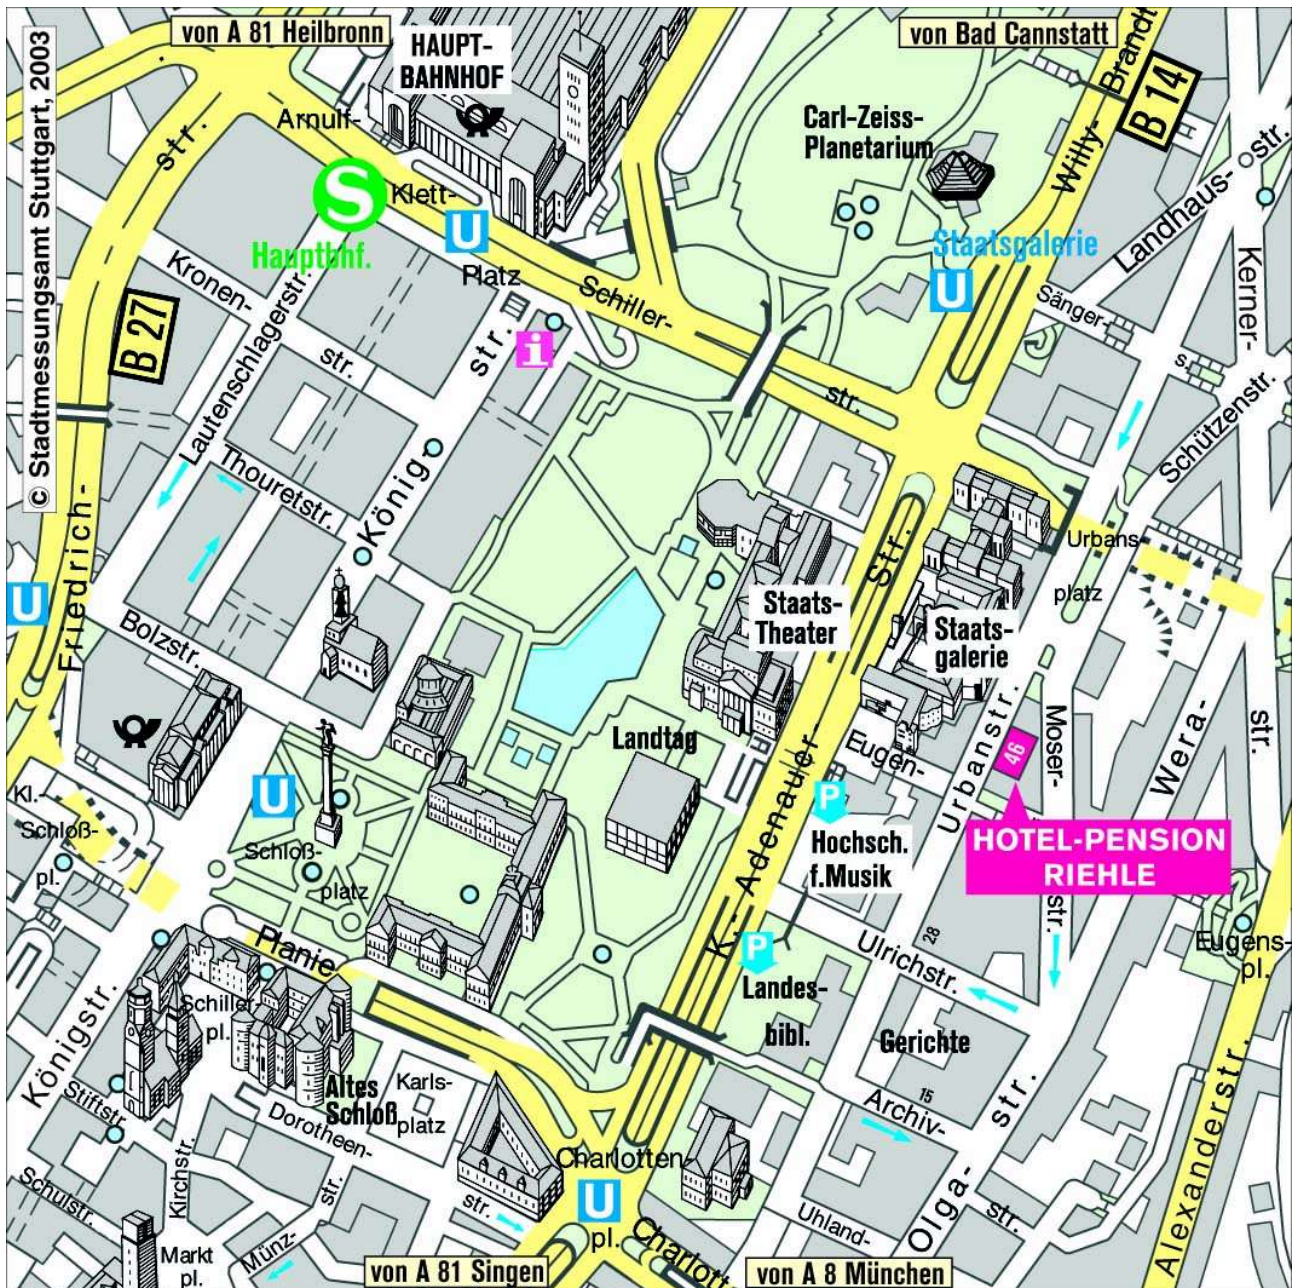 © Stadtmessungsamt Stuttgart, 2003
von A 81 Heilbronn
HAUPT-
BAHNHOF
von Bad Cannstatt
Brandt
B 14
Willy-
Arnulf-
Klett-
Platz
S
Hauptbhf.
U
Carl-Zeiss-
Planetarium
Staatsgalerie
U
Landhaus-
str.
Kerner-
str.
Sänger-
s.
Schützenstr.
str.
Kronen-
str.
B 27
Lautenschlagerstr.
Schiller-
str.
i
König-
str.
Thouretstr.
Friedrich-
U
Bolzstr.
Urbans-
platz
Str.
Staats-
Theater
Staats-
galerie
Landtag
Adenauer-
K.-
Eugen-
Urbanstr.
46
Moser-
str.
Wera-
HOTEL-PENSION
RIEHLE
P
Hochsch.
f.Musik
U
Kl.-
Schloß-
pl.
Schloß-
platz
Planie
P
Landes-
bibl.
Ulrichstr.
28
Eugens-
pl.
Gerichte
15
Archiv-
str.
Olga-
str.
Alexanderstr.
Königstr.
Schiller-
pl.
Altes
Schloß
Karls-
platz
Dorotheen-
str.
Stiftstr.
Kirchstr.
Schulstr.
str.
Münz-
Markt
pl.
Charlotten-
U
pl.
Charlott
Uhland-
von A 81 Singen
von A 8 München